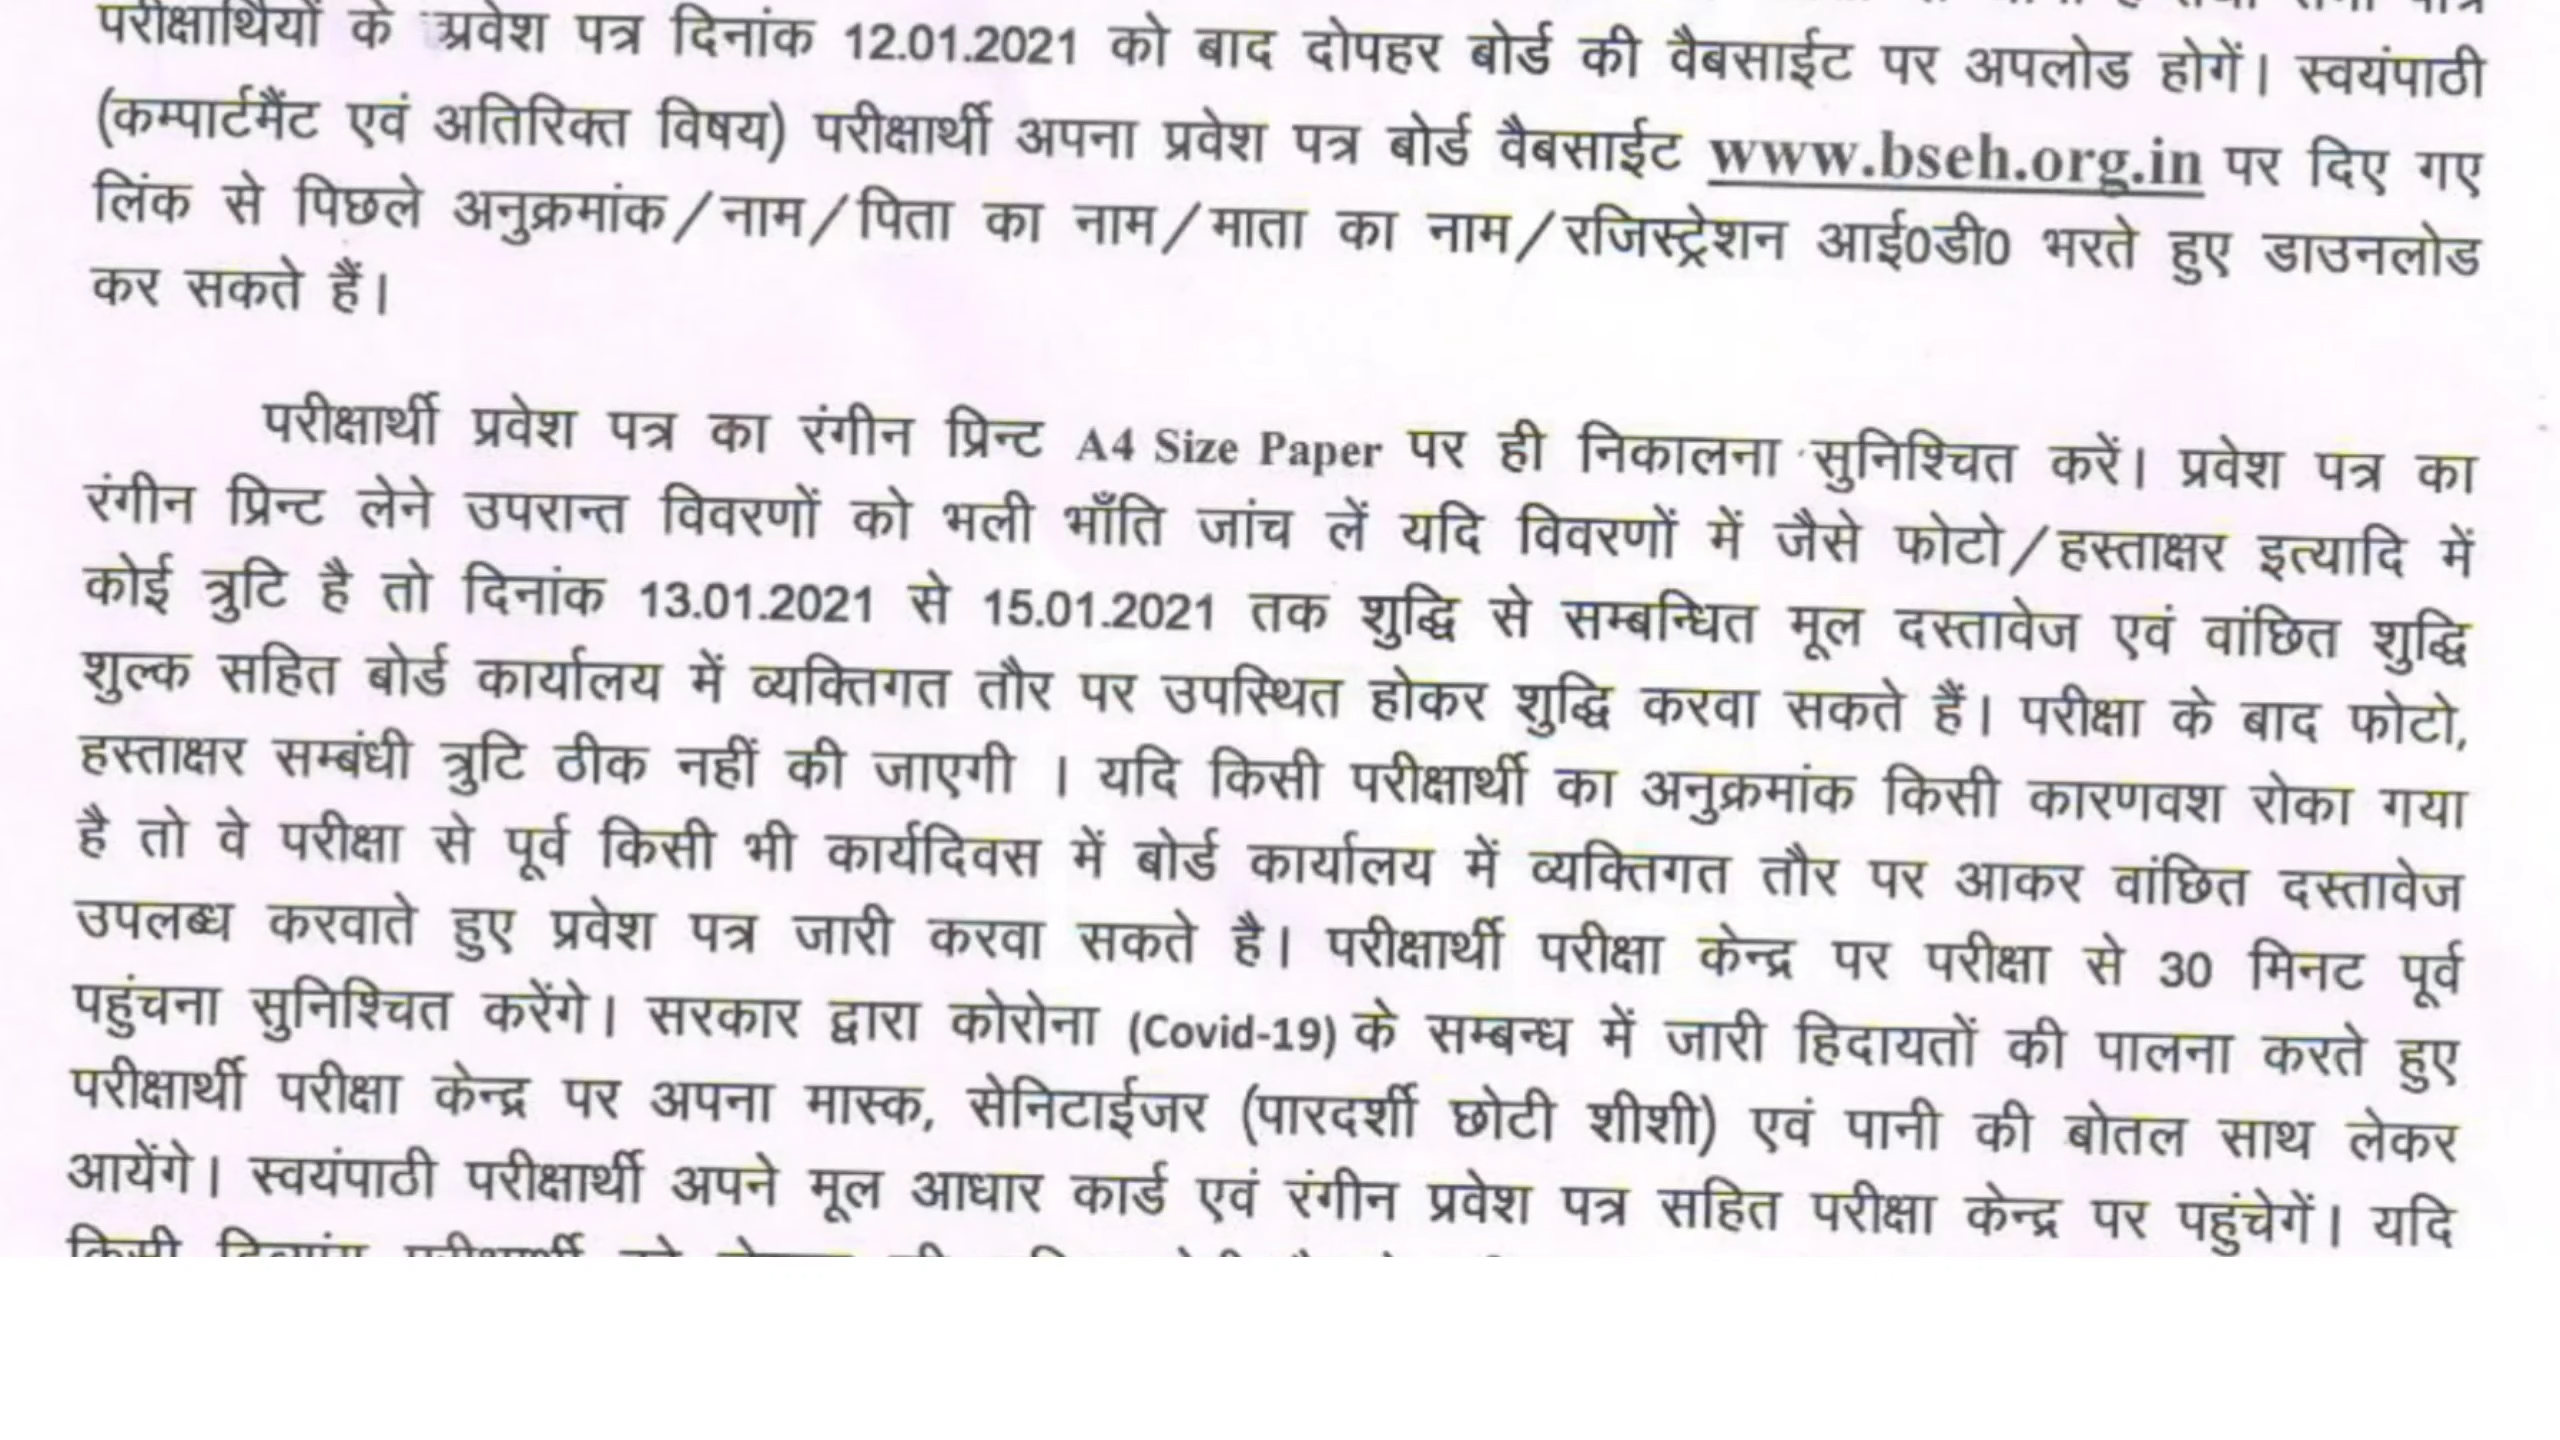 परीक्षार्थियों के प्रवेश पत्र दिनांक 12.01.2021 को बाद दोपहर बोर्ड की वैबसाईट पर अपलोड होगें। स्वयंपाठी
(कम्पार्टमैंट एवं अतिरिक्त विषय) परीक्षार्थी अपना प्रवेश पत्र बोर्ड वैबसाईट www.bseh.org.in पर दिए गए
लिंक से पिछले अनुक्रमांक/नाम/पिता का नाम/माता का नाम/रजिस्ट्रेशन आई0डी0 भरते हुए डाउनलोड
कर सकते हैं।
परीक्षार्थी प्रवेश पत्र का रंगीन प्रिन्ट A4 Size Paper पर ही निकालना सुनिश्चित करें। प्रवेश पत्र का
रंगीन प्रिन्ट लेने उपरान्त विवरणों को भली भाँति जांच लें यदि विवरणों में जैसे फोटो/हस्ताक्षर इत्यादि में
कोई त्रुटि है तो दिनांक 13.01.2021 से 15.01.2021 तक शुद्धि से सम्बन्धित मूल दस्तावेज एवं वांछित शुद्धि
शुल्क सहित बोर्ड कार्यालय में व्यक्तिगत तौर पर उपस्थित होकर शुद्धि करवा सकते हैं। परीक्षा के बाद फोटो,
हस्ताक्षर सम्बंधी त्रुटि ठीक नहीं की जाएगी । यदि किसी परीक्षार्थी का अनुक्रमांक किसी कारणवश रोका गया
है तो वे परीक्षा से पूर्व किसी भी कार्यदिवस में बोर्ड कार्यालय में व्यक्तिगत तौर पर आकर वांछित दस्तावेज
उपलब्ध करवाते हुए प्रवेश पत्र जारी करवा सकते है। परीक्षार्थी परीक्षा केन्द्र पर परीक्षा से 30 मिनट पूर्व
पहुंचना सुनिश्चित करेंगे। सरकार द्वारा कोरोना (Covid-19) के सम्बन्ध में जारी हिदायतों की पालना करते हुए
परीक्षार्थी परीक्षा केन्द्र पर अपना मास्क, सेनिटाईजर (पारदर्शी छोटी शीशी) एवं पानी की बोतल साथ लेकर
आयेंगे। स्वयंपाठी परीक्षार्थी अपने मूल आधार कार्ड एवं रंगीन प्रवेश पत्र सहित परीक्षा केन्द्र पर पहुंचेगें। यदि
किसी दिव्यांग परीक्षार्थी